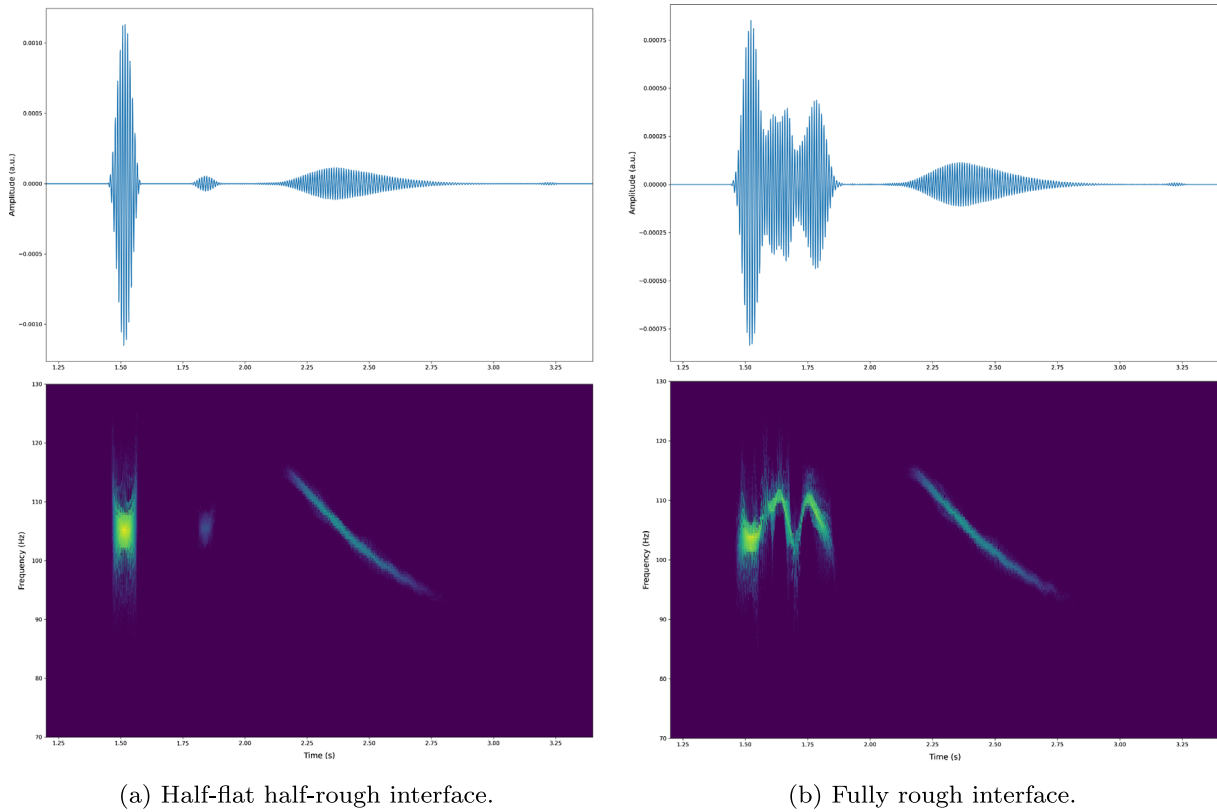 0.0010
0.0005
0.0000
−0.0005
−0.0010
Amplitude (a.u.)
1.25 1.50 1.75 2.00 2.25 2.50 2.75 3.00 3.25
0.00075
0.00050
0.00025
0.00000
−0.00025
−0.00050
−0.00075
Amplitude (a.u.)
1.25 1.50 1.75 2.00 2.25 2.50 2.75 3.00 3.25
130
120
110
100
90
80
70
Frequency (Hz)
1.25 1.50 1.75 2.00 2.25 2.50 2.75 3.00 3.25
Time (s)
130
120
110
100
90
80
70
Frequency (Hz)
1.25 1.50 1.75 2.00 2.25 2.50 2.75 3.00 3.25
Time (s)
(a) Half-flat half-rough interface.
(b) Fully rough interface.